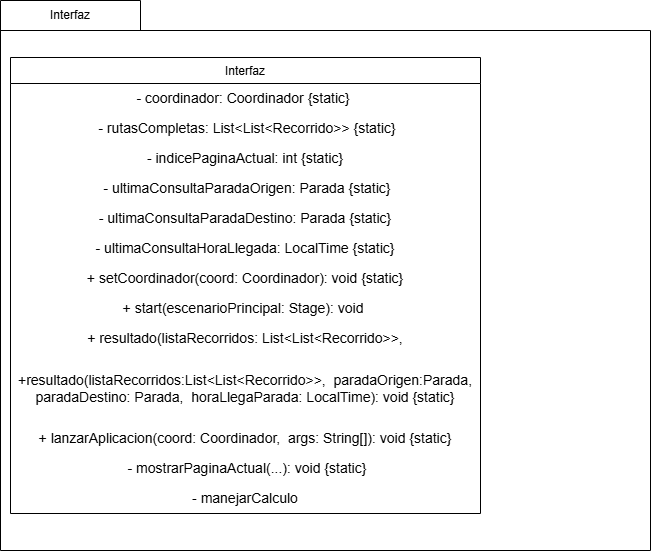 Interfaz
Interfaz
- coordinador: Coordinador {static}
- rutasCompletas: List<List<Recorrido>> {static}
- indicePaginaActual: int {static}
- ultimaConsultaParadaOrigen: Parada {static}
- ultimaConsultaParadaDestino: Parada {static}
- ultimaConsultaHoraLlegada: LocalTime {static}
+ setCoordinador(coord: Coordinador): void {static}
+ start(escenarioPrincipal: Stage): void
+ resultado(listaRecorridos: List<List<Recorrido>>,
+resultado(listaRecorridos:List<List<Recorrido>>, paradaOrigen:Parada,
paradaDestino: Parada, horaLlegaParada: LocalTime): void {static}
+ lanzarAplicacion(coord: Coordinador, args: String[]): void {static}
- mostrarPaginaActual(...): void {static}
- manejarCalculo